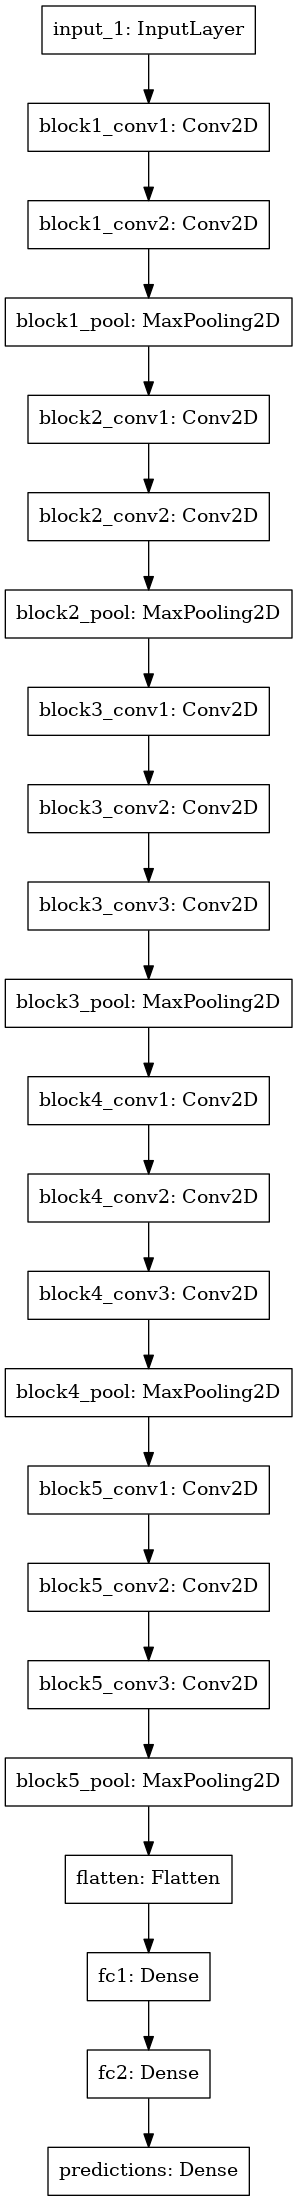 input_1: InputLayer
block1_conv1: Conv2D
block1_conv2: Conv2D
block1_pool: MaxPooling2D
block2_conv1: Conv2D
block2_conv2: Conv2D
block2_pool: MaxPooling2D
block3_conv1: Conv2D
block3_conv2: Conv2D
block3_conv3: Conv2D
block3_pool: MaxPooling2D
block4_conv1: Conv2D
block4_conv2: Conv2D
block4_conv3: Conv2D
block4_pool: MaxPooling2D
block5_conv1: Conv2D
block5_conv2: Conv2D
block5_conv3: Conv2D
block5_pool: MaxPooling2D
flatten: Flatten
fc1: Dense
fc2: Dense
predictions: Dense